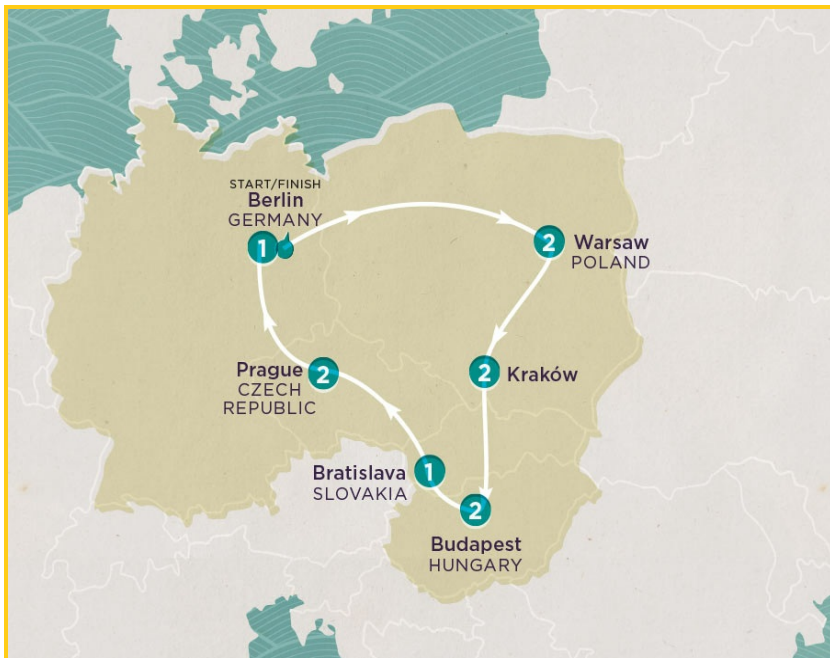 START/FINISH
Berlin
GERMANY
1
2
Warsaw
POLAND
Prague
CZECH
REPUBLIC
2
2
Kraków
Bratislava
SLOVAKIA
1
2
Budapest
HUNGARY